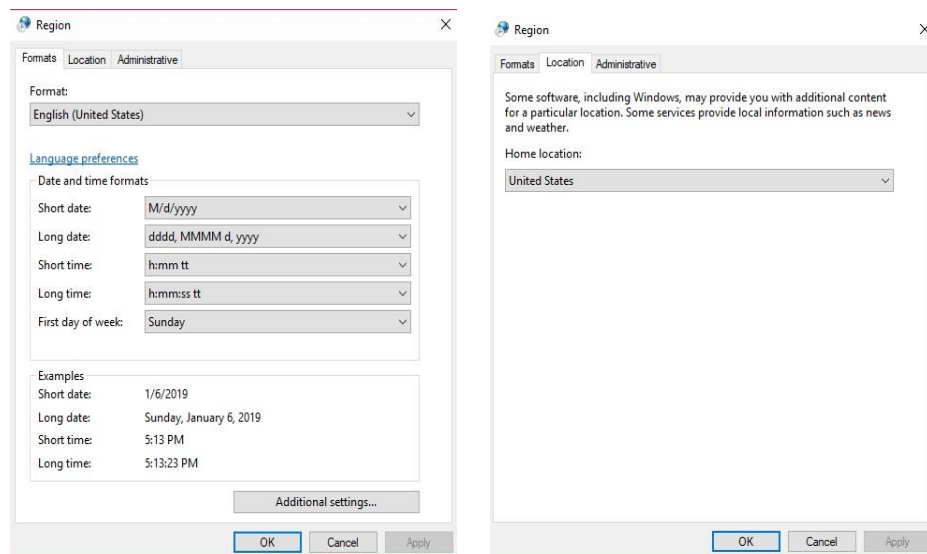 Region
Formats Location Administrative
Format:
English (United States)
Language preferences
Date and time formats
Short date: M/d/yyyy
Long date: dddd, MMMM d, yyyy
Short time: h:mm tt
Long time: h:mm:ss tt
First day of week: Sunday
Examples
Short date: 1/6/2019
Long date: Sunday, January 6, 2019
Short time: 5:13 PM
Long time: 5:13:23 PM
Additional settings...
OK Cancel Apply
Region
Formats Location Administrative
Some software, including Windows, may provide you with additional content
for a particular location. Some services provide local information such as news
and weather.
Home location:
United States
OK Cancel Apply